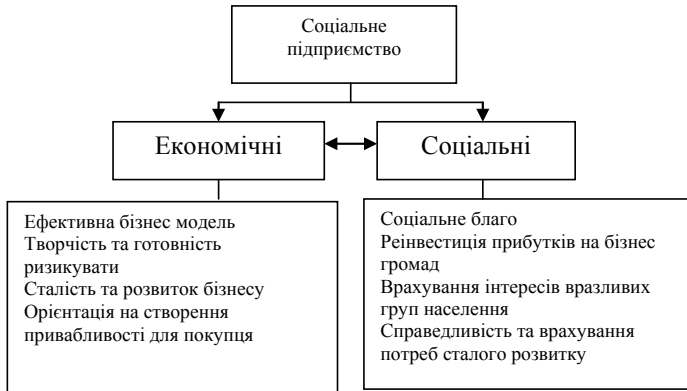 Соціальне
підприємство
Економічні
Соціальні
Ефективна бізнес модель
Творчість та готовність
ризикувати
Сталість та розвиток бізнесу
Орієнтація на створення
привабливості для покупця
Соціальне благо
Реінвестиція прибутків на бізнес
громад
Врахування інтересів вразливих
груп населення
Справедливість та врахування
потреб сталого розвитку